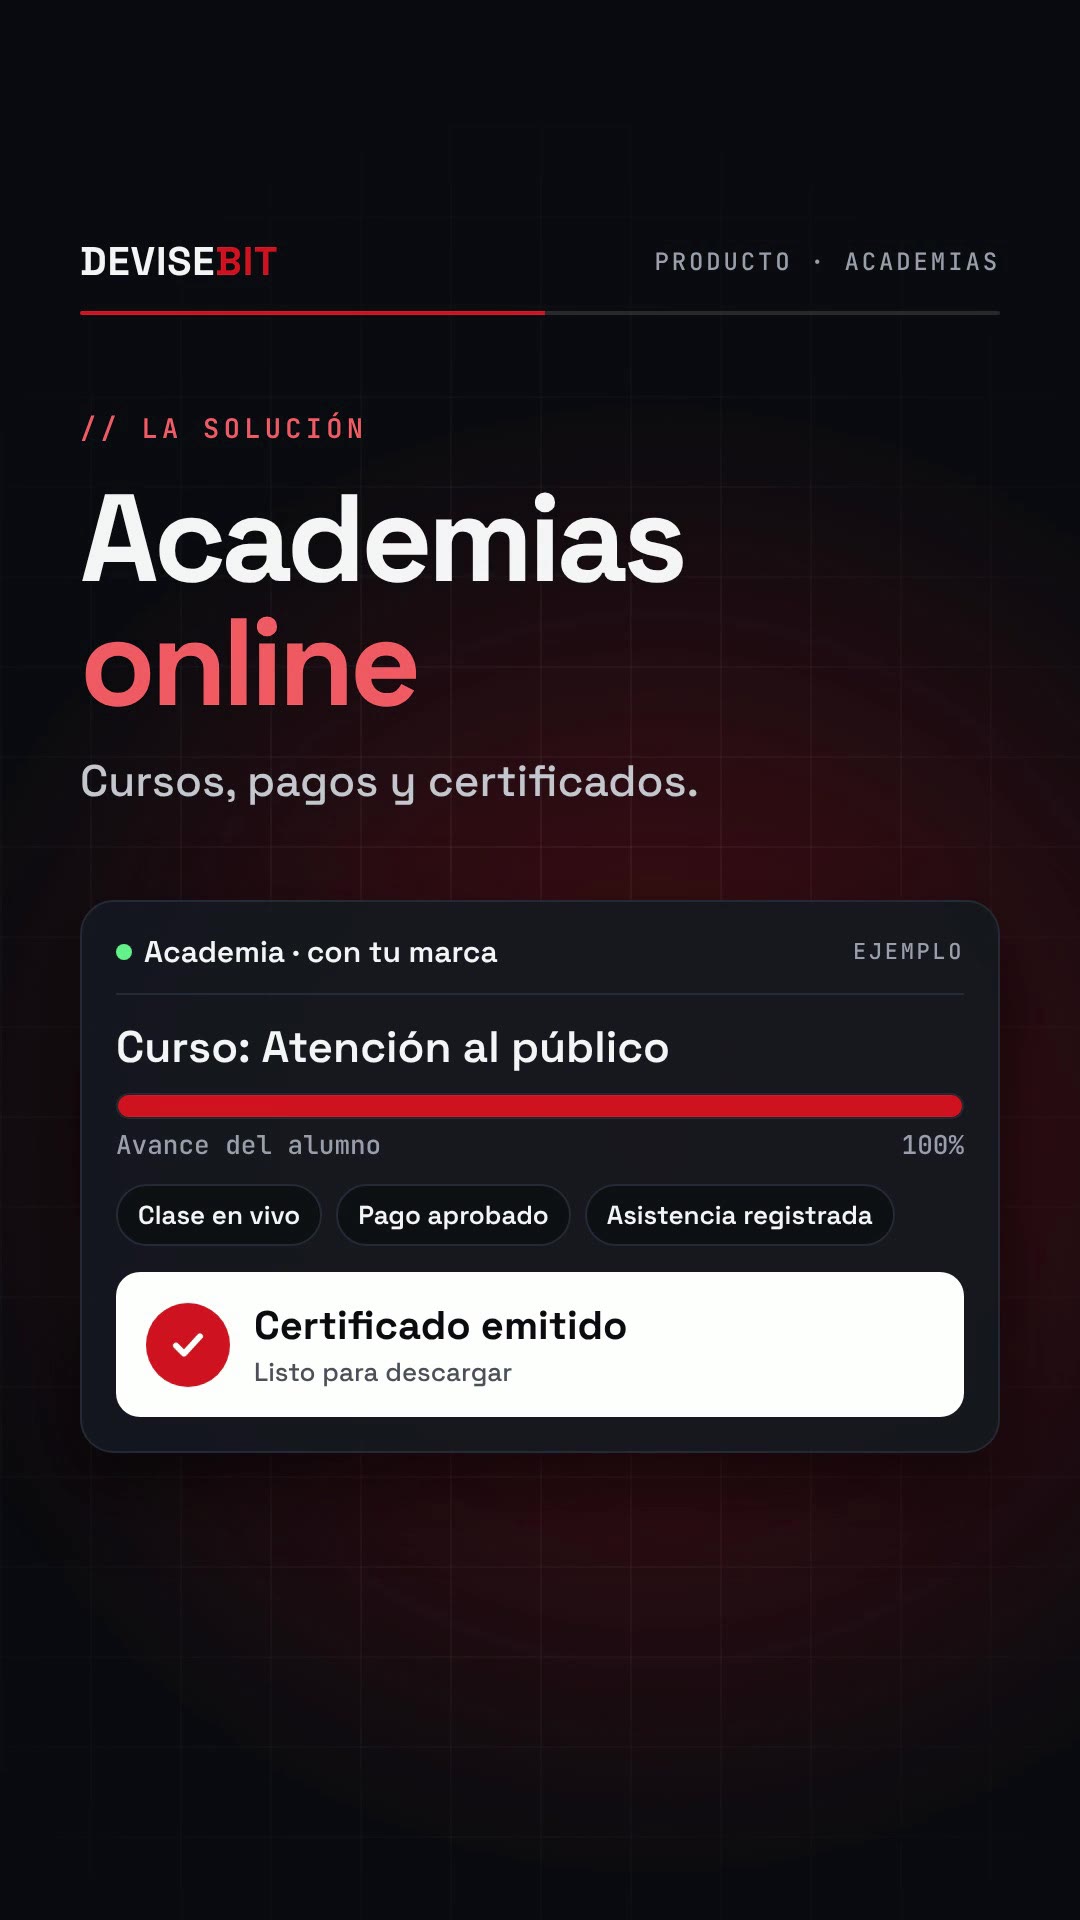 DEVISEBIT
PRODUCTO · ACADEMIAS
// LA SOLUCIÓN
Academias
online
Cursos, pagos y certificados.
Academia · con tu marca
EJEMPLO
Curso: Atención al público
Avance del alumno
100%
Clase en vivo
Pago aprobado
Asistencia registrada
Certificado emitido
Listo para descargar